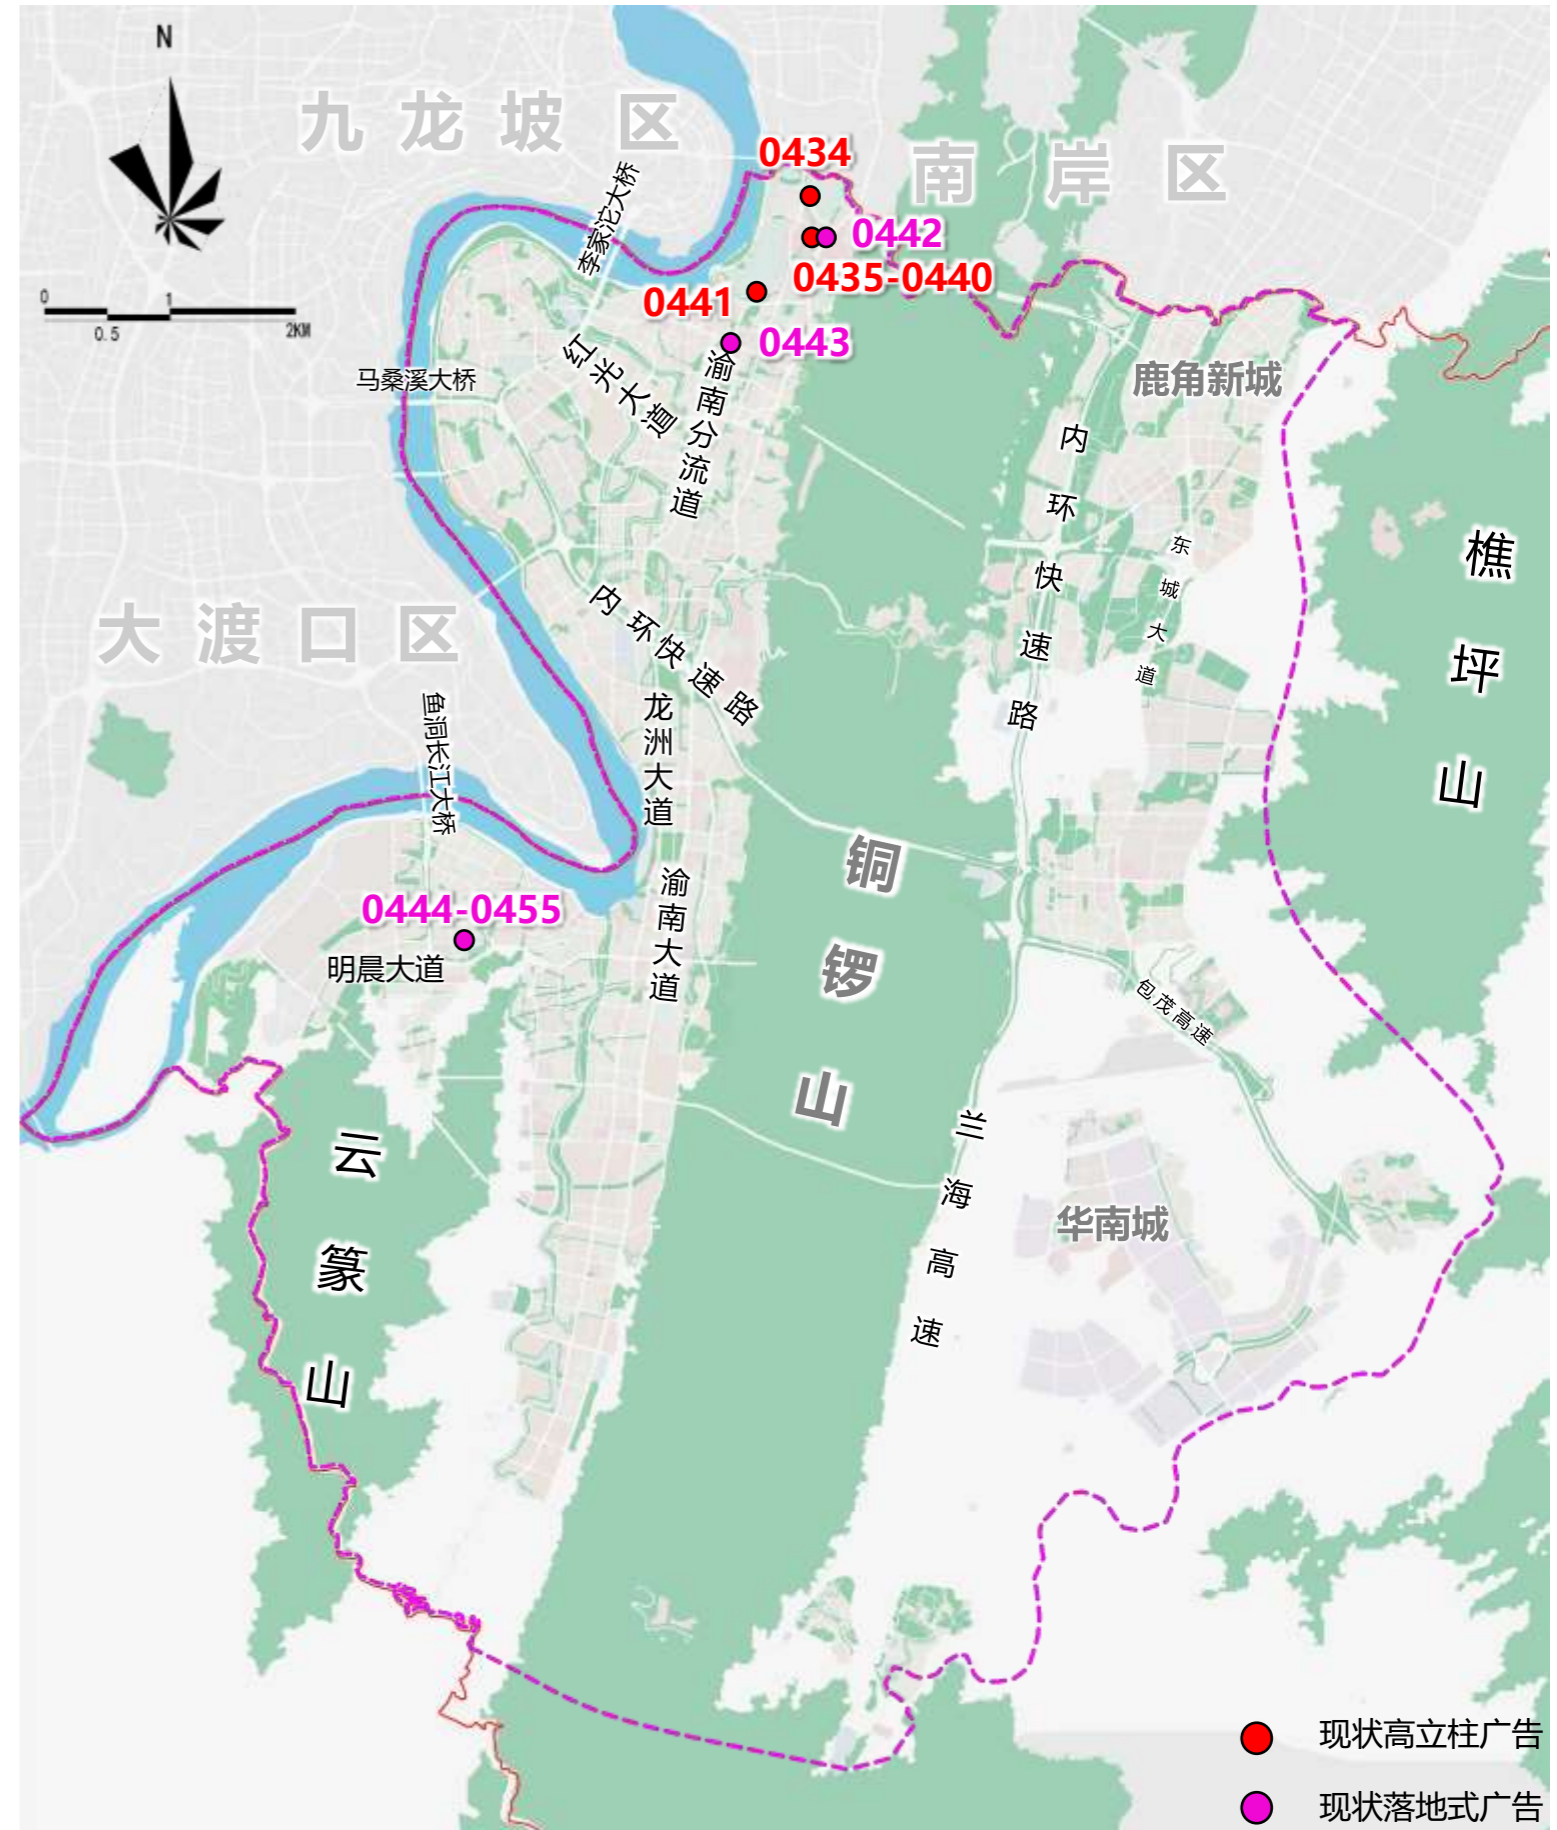 N
九龙坡区
0434
南岸区
李家沱大桥
0442
0435-0440
0 1
0.5 2KM
0441
0443
红光大道
渝南分流道
马桑溪大桥
鹿角新城
内环快速路
东城大道
樵坪山
大渡口区
内环快速路
鱼洞长江大桥
龙洲大道
铜锣山
渝南大道
0444-0455
明晨大道
包茂高速
兰海高速
云篆山
华南城
现状高立柱广告
现状落地式广告